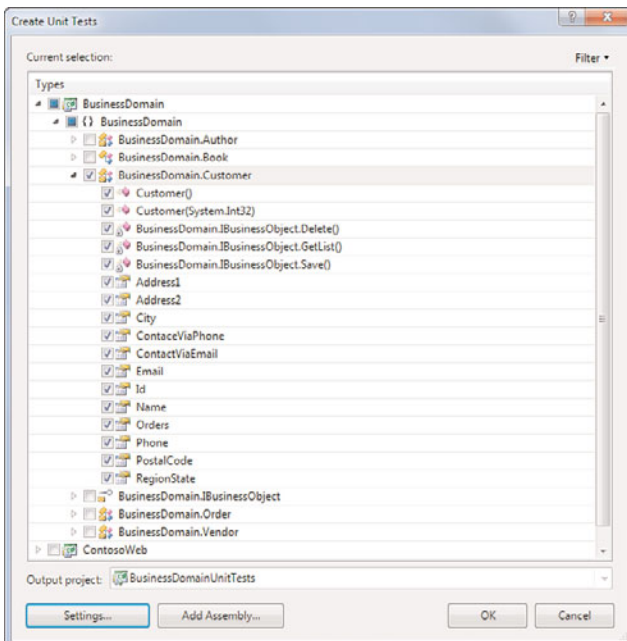 Create Unit Tests
Current selection:
Filter
Types
BusinessDomain
{} BusinessDomain
BusinessDomain.Author
BusinessDomain.Book
BusinessDomain.Customer
Customer()
Customer(System.Int32)
BusinessDomain.IBusinessObject.Delete()
BusinessDomain.IBusinessObject.GetList()
BusinessDomain.IBusinessObject.Save()
Address1
Address2
City
ContaceViaPhone
ContactViaEmail
Email
Id
Name
Orders
Phone
PostalCode
RegionState
BusinessDomain.IBusinessObject
BusinessDomain.Order
BusinessDomain.Vendor
ContosoWeb
Output project: BusinessDomainUnitTests
Settings... Add Assembly... OK Cancel